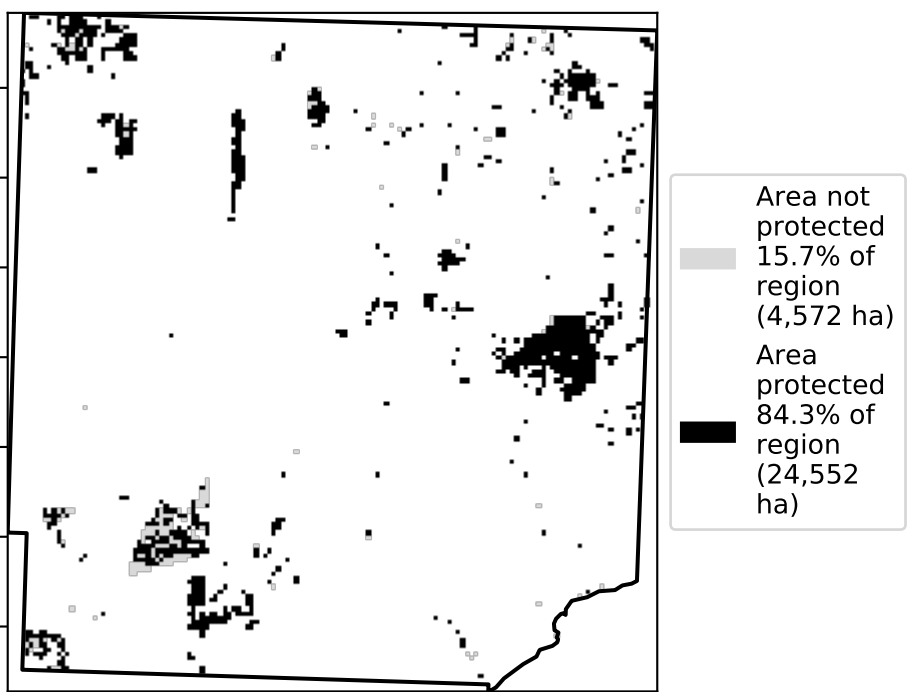 Area not
protected
15.7% of
region
(4,572 ha)
Area
protected
84.3% of
region
(24,552
ha)